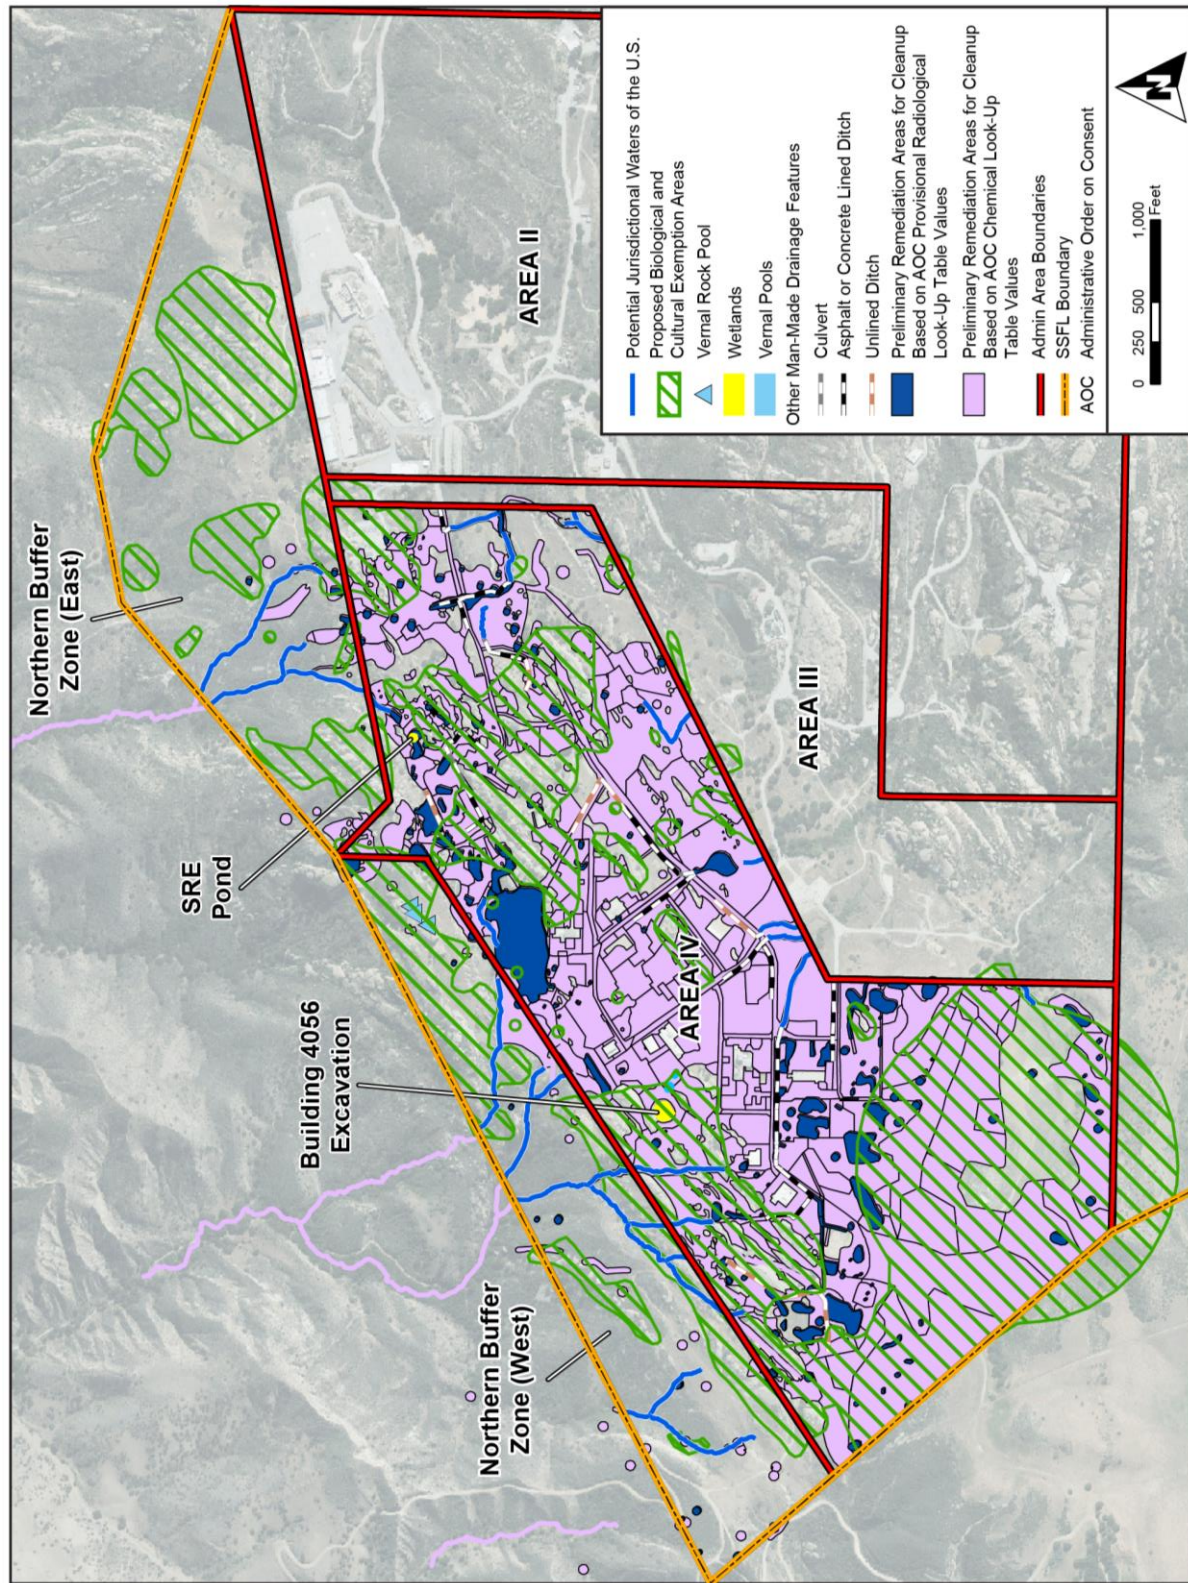 Northern Buffer
Zone (East)
SRE
Pond
Building 4056
Excavation
Northern Buffer
Zone (West)
AREA II
AREA III
AREA IV
Potential Jurisdictional Waters of the U.S.
Proposed Biological and
Cultural Exemption Areas
Vernal Rock Pool
Wetlands
Vernal Pools
Other Man-Made Drainage Features
Culvert
Asphalt or Concrete Lined Ditch
Unlined Ditch
Preliminary Remediation Areas for Cleanup
Based on AOC Provisional Radiological
Look-Up Table Values
Preliminary Remediation Areas for Cleanup
Based on AOC Chemical Look-Up
Table Values
Admin Area Boundaries
SSFL Boundary
AOC Administrative Order on Consent
0 250 500 1,000
Feet
N